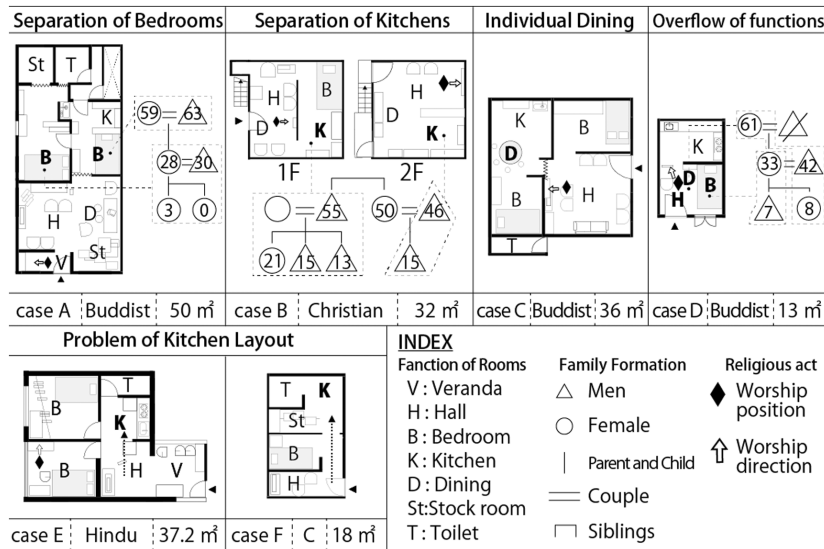 Separation of Bedrooms
St
T
K
B
B
H
D
St
V
59
63
28
30
3
0
case A
Buddist
50 ㎡
Separation of Kitchens
H
B
D
K
1F
H
D
K
2F
55
50
46
21
15
13
15
case B
Christian
32 ㎡
Individual Dining
K
B
D
B
H
T
case C
Buddist
36 ㎡
Overflow of functions
K
D
B
H
61
33
42
7
8
case D
Buddist
13 ㎡
Problem of Kitchen Layout
B
T
K
B
H
V
case E
Hindu
37.2 ㎡
T
K
St
B
H
case F
C
18 ㎡
INDEX
Fanction of Rooms
V : Veranda
H : Hall
B : Bedroom
K : Kitchen
D : Dining
St:Stock room
T : Toilet
Family Formation
Men
Female
Parent and Child
Couple
Siblings
Religious act
Worship
position
Worship
direction